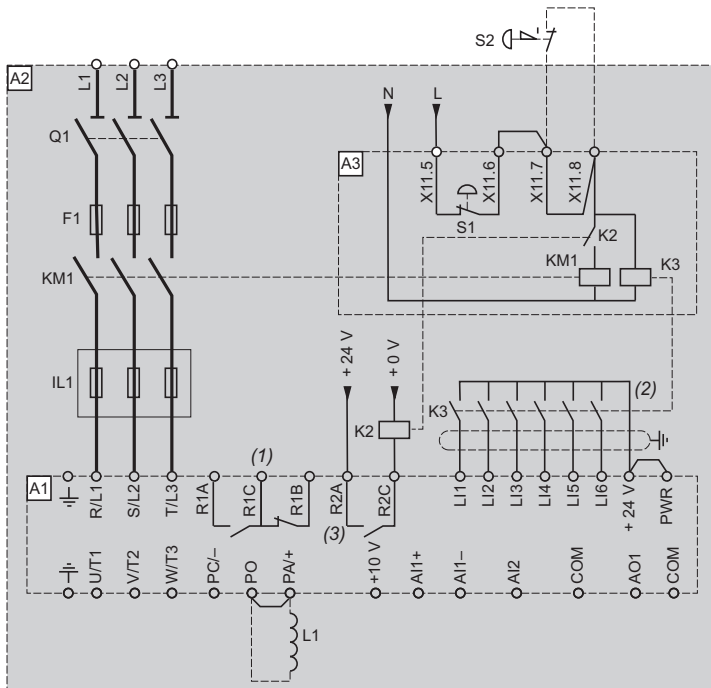 S2
A2
L1 L2 L3
N L
Q1
A3
X11.5 X11.6 X11.7 X11.8
S1
F1
K2
KM1 K3
KM1
+ 24 V + 0 V
IL1
(2)
K3
K2
(1)
A1
R/L1 S/L2 T/L3 R1A R1C R1B R2A R2C LI1 LI2 LI3 LI4 LI5 LI6 + 24 V PWR
(3)
U/T1 V/T2 W/T3 PC/– PO PA/+ +10 V AI1+ AI1– AI2 COM AO1 COM
L1